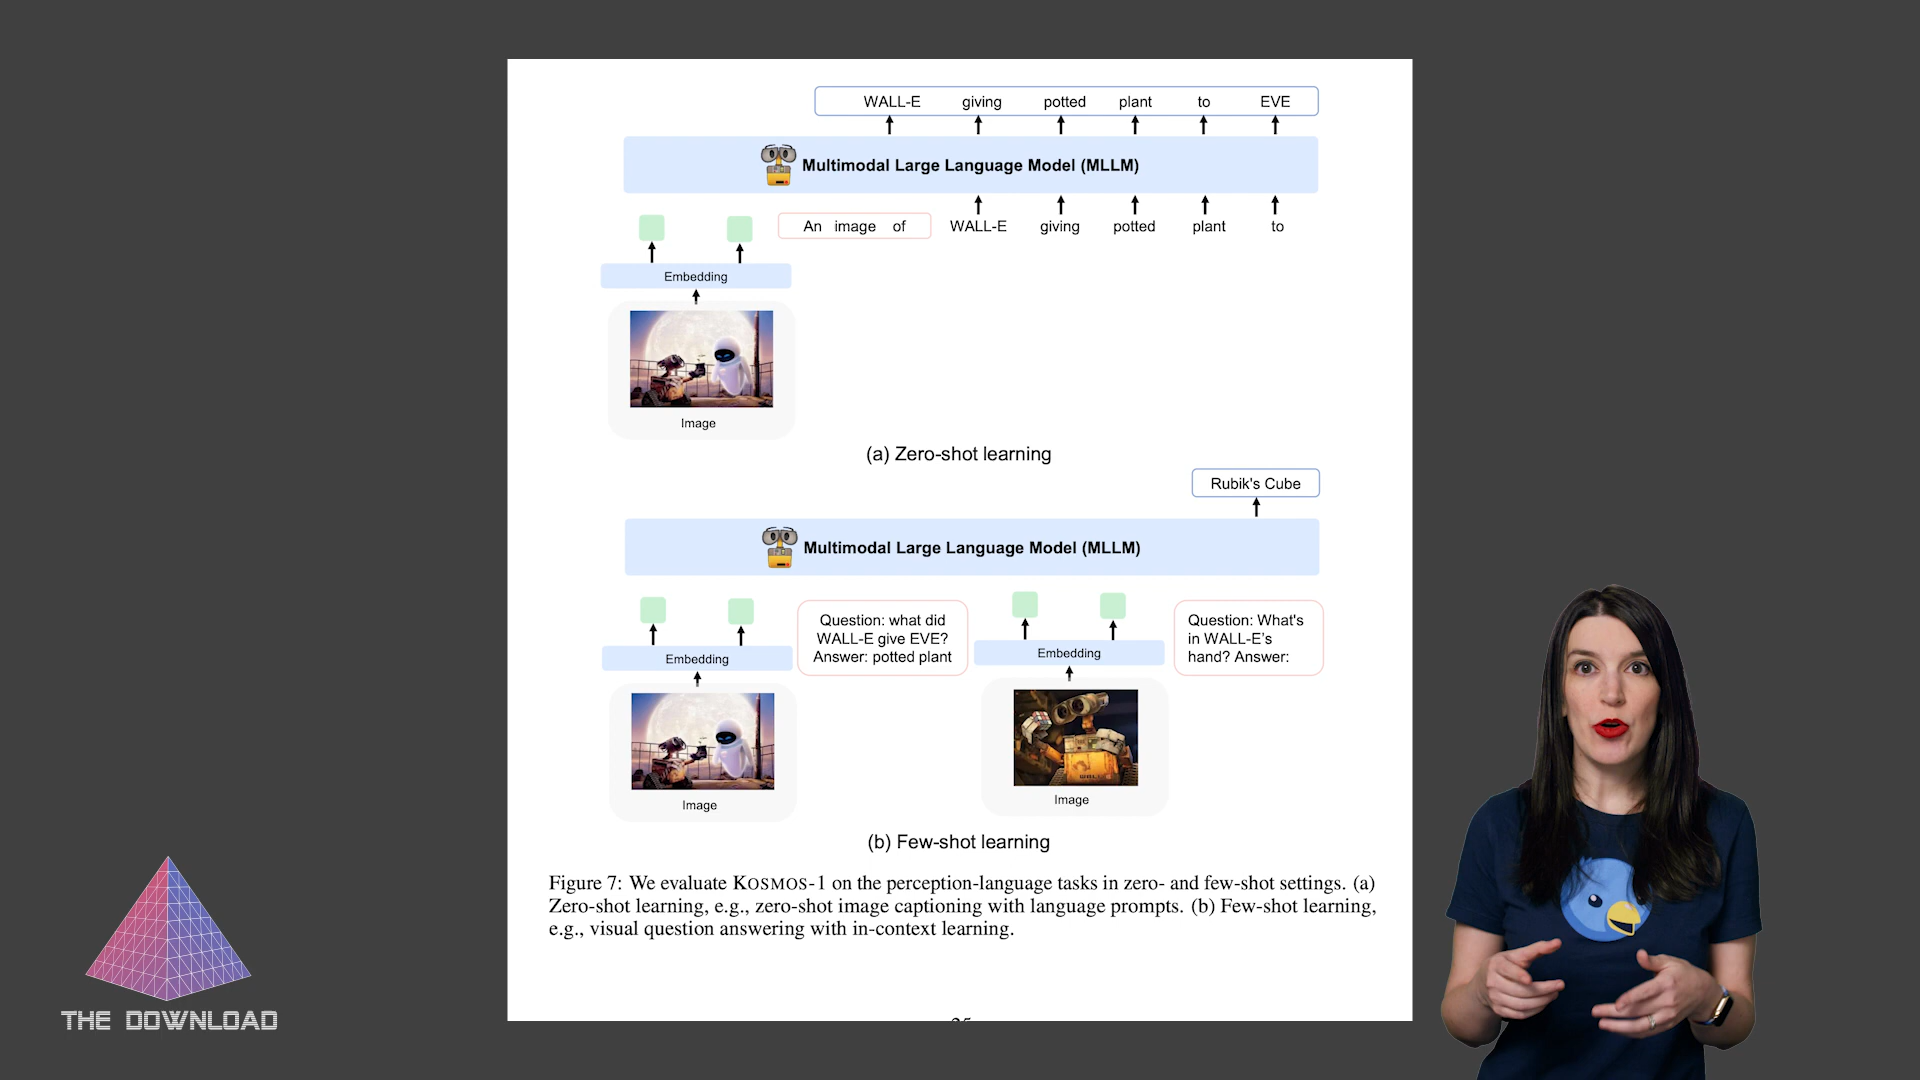 WALL-E giving potted plant to EVE
Multimodal Large Language Model (MLLM)
An image of WALL-E giving potted plant to
Embedding
Image
(a) Zero-shot learning
Rubik's Cube
Multimodal Large Language Model (MLLM)
Question: what did
WALL-E give EVE?
Answer: potted plant
Question: What's
in WALL-E's
hand? Answer:
Embedding
Embedding
Image
Image
(b) Few-shot learning
Figure 7: We evaluate KOSMOS-1 on the perception-language tasks in zero- and few-shot settings. (a)
Zero-shot learning, e.g., zero-shot image captioning with language prompts. (b) Few-shot learning,
e.g., visual question answering with in-context learning.
THE DOWNLOAD